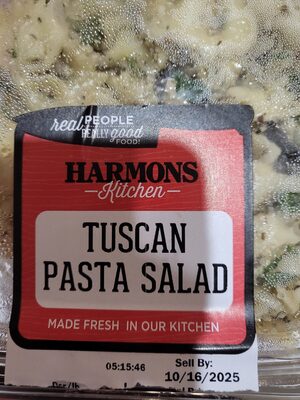 real PEOPLE
REALLY good
FOOD!
HARMONS
Kitchen
TUSCAN
PASTA SALAD
MADE FRESH IN OUR KITCHEN
05:15:46
Sell By:
10/16/2025